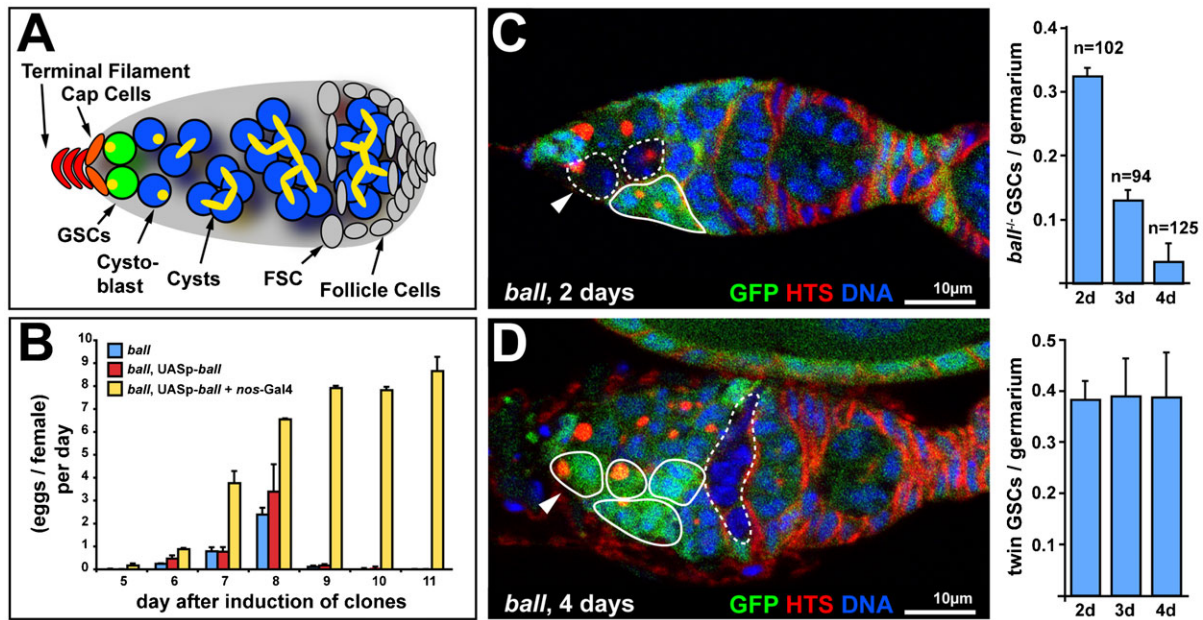 A
Terminal Filament
Cap Cells
GSCs
Cysto-
blast
Cysts
FSC
Follicle Cells
B
ball
ball, UASp-ball
ball, UASp-ball + nos-Gal4
(eggs / female)
per day
10
9
8
7
6
5
4
3
2
1
0
5 6 7 8 9 10 11
day after induction of clones
C
ball, 2 days
GFP HTS DNA
10µm
ball-/- GSCs / germarium
0.4
0.3
0.2
0.1
n=102
n=94
n=125
2d 3d 4d
D
ball, 4 days
GFP HTS DNA
10µm
twin GSCs / germarium
0.5
0.4
0.3
0.2
0.1
2d 3d 4d